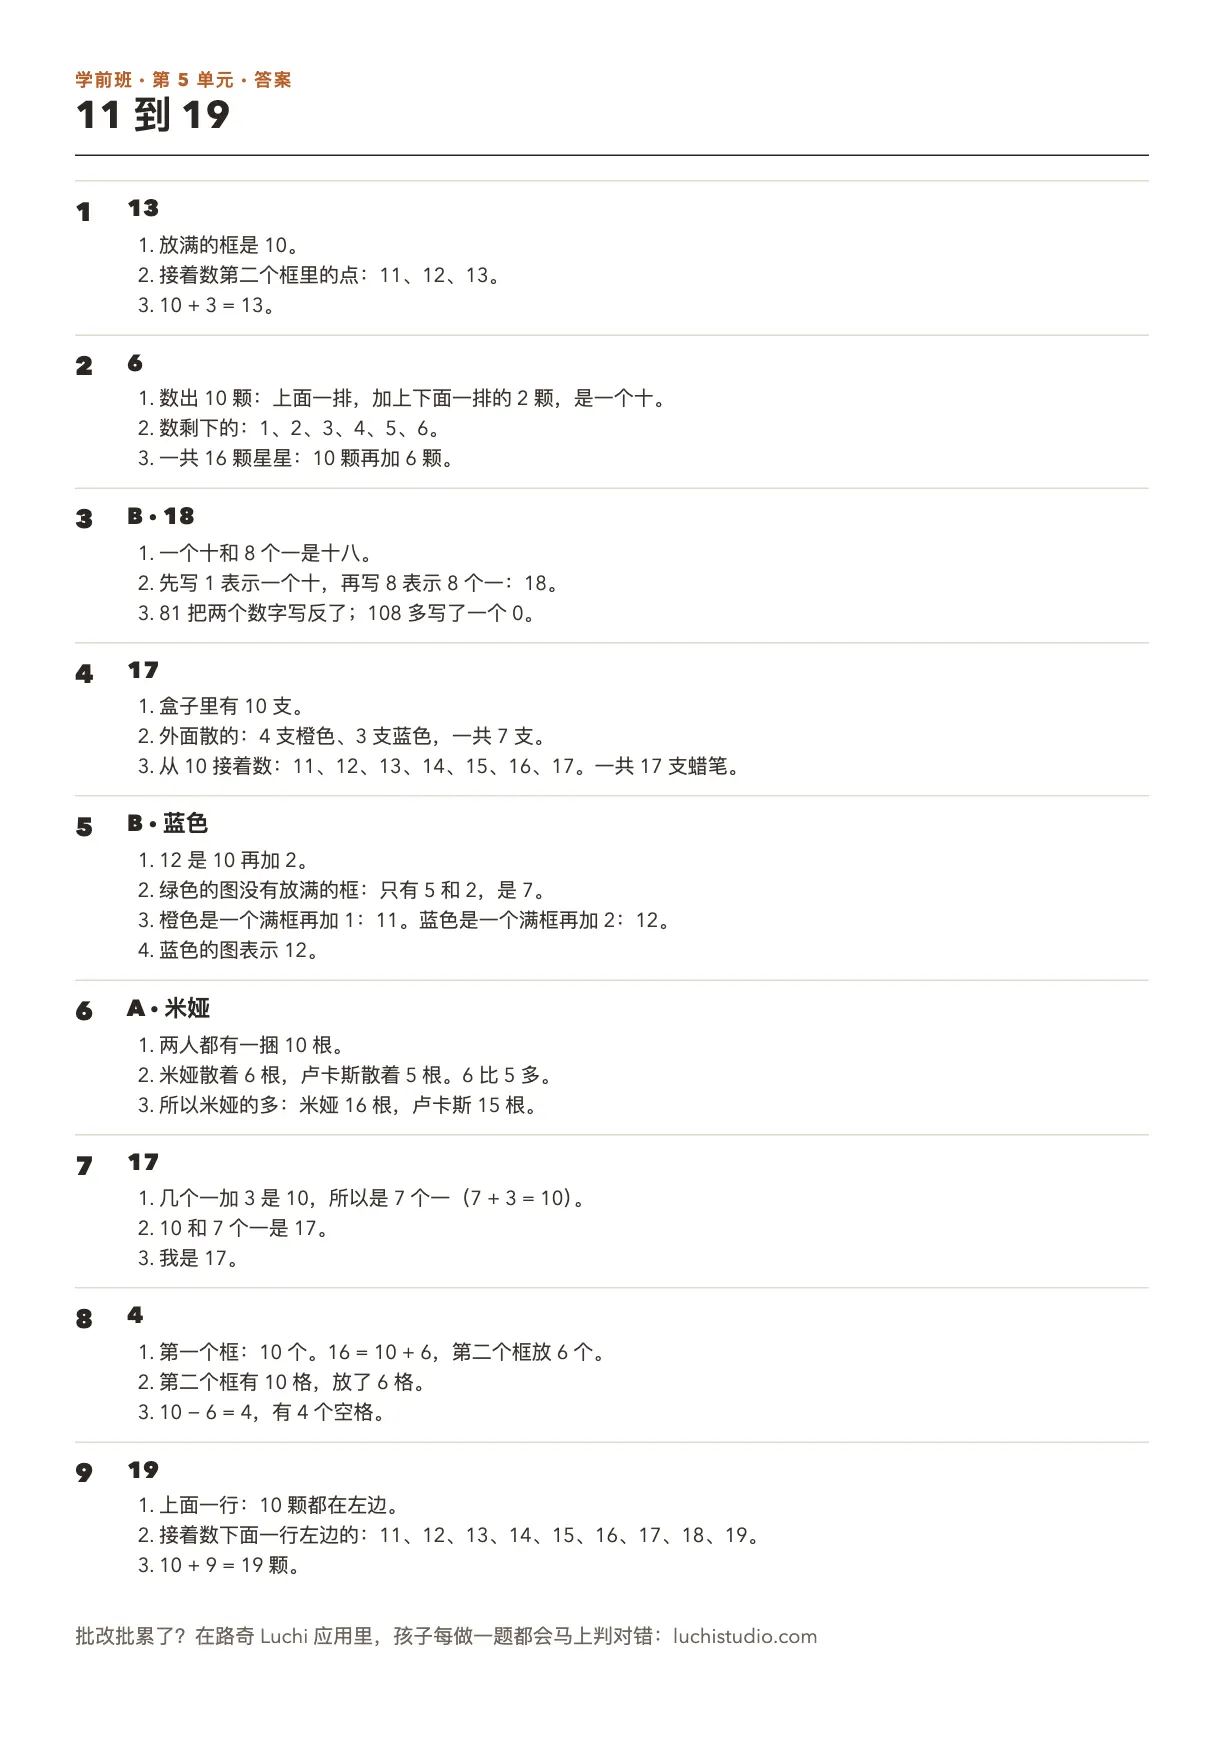 学前班 · 第 5 单元 · 答案
11 到 19
1 13
1. 放满的框是 10。
2. 接着数第二个框里的点：11、12、13。
3. 10 + 3 = 13。
2 6
1. 数出 10 颗：上面一排，加上下面一排的 2 颗，是一个十。
2. 数剩下的：1、2、3、4、5、6。
3. 一共 16 颗星星：10 颗再加 6 颗。
3 B · 18
1. 一个十和 8 个一是十八。
2. 先写 1 表示一个十，再写 8 表示 8 个一：18。
3. 81 把两个数字写反了；108 多写了一个 0。
4 17
1. 盒子里有 10 支。
2. 外面散的：4 支橙色、3 支蓝色，一共 7 支。
3. 从 10 接着数：11、12、13、14、15、16、17。一共 17 支蜡笔。
5 B · 蓝色
1. 12 是 10 再加 2。
2. 绿色的图没有放满的框：只有 5 和 2，是 7。
3. 橙色是一个满框再加 1：11。蓝色是一个满框再加 2：12。
4. 蓝色的图表示 12。
6 A · 米娅
1. 两人都有一捆 10 根。
2. 米娅散着 6 根，卢卡斯散着 5 根。6 比 5 多。
3. 所以米娅的多：米娅 16 根，卢卡斯 15 根。
7 17
1. 几个一加 3 是 10，所以是 7 个一（7 + 3 = 10）。
2. 10 和 7 个一是 17。
3. 我是 17。
8 4
1. 第一个框：10 个。16 = 10 + 6，第二个框放 6 个。
2. 第二个框有 10 格，放了 6 格。
3. 10 − 6 = 4，有 4 个空格。
9 19
1. 上面一行：10 颗都在左边。
2. 接着数下面一行左边的：11、12、13、14、15、16、17、18、19。
3. 10 + 9 = 19 颗。
批改批累了？在路奇 Luchi 应用里，孩子每做一题都会马上判对错：luchistudio.com